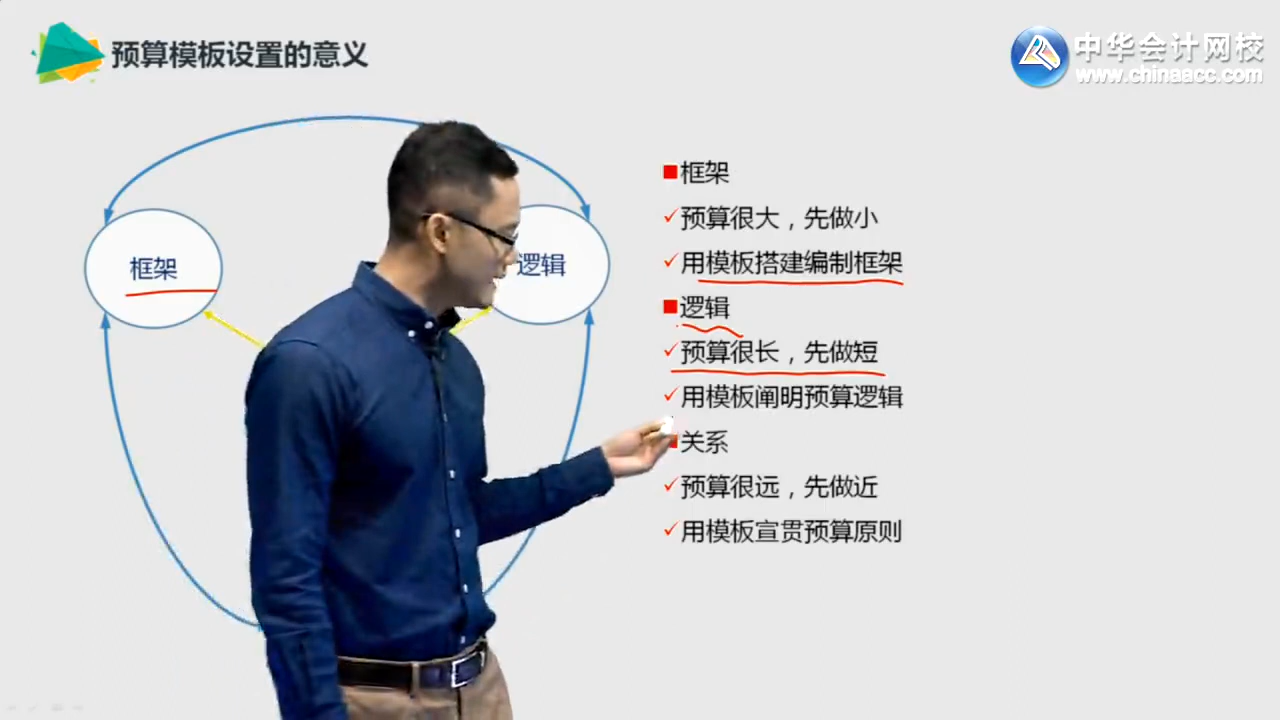 预算模板设置的意义
中华会计网校
www.chinaacc.com
框架
逻辑
■框架
✓预算很大，先做小
✓用模板搭建编制框架
■逻辑
✓预算很长，先做短
✓用模板阐明预算逻辑
■关系
✓预算很远，先做近
✓用模板宣贯预算原则